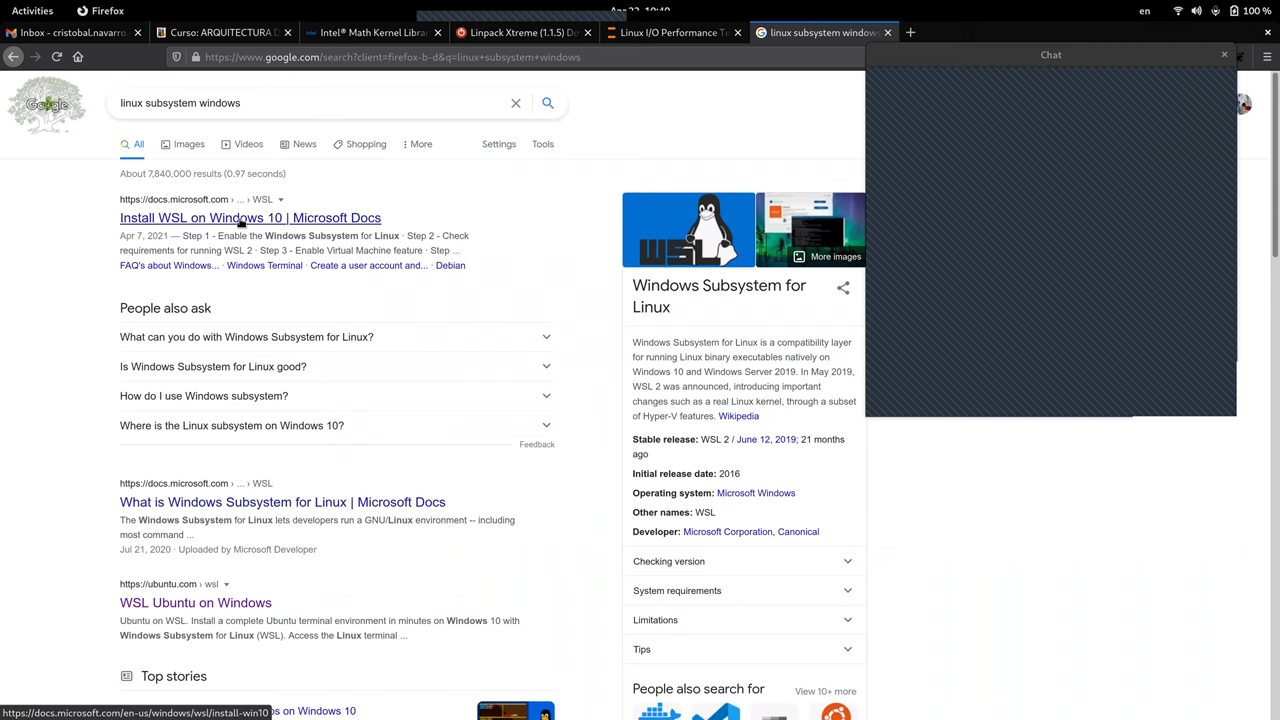 Activities Firefox en 100 %
Inbox - cristobal.navarro. Curso: ARQUITECTURA D Intel® Math Kernel Librar Linpack Xtreme (1.1.5) Do Linux I/O Performance Te linux subsystem windows
https://www.google.com/search?client=firefox-b-d&q=linux+subsystem+windows
Chat
Google
linux subsystem windows
All Images Videos News Shopping More Settings Tools
About 7,840,000 results (0.97 seconds)
https://docs.microsoft.com › ... › WSL
Install WSL on Windows 10 | Microsoft Docs
Apr 7, 2021 — Step 1 - Enable the Windows Subsystem for Linux · Step 2 - Check
requirements for running WSL 2 · Step 3 - Enable Virtual Machine feature · Step ...
FAQ's about Windows... · Windows Terminal · Create a user account and... · Debian
People also ask
What can you do with Windows Subsystem for Linux?
Is Windows Subsystem for Linux good?
How do I use Windows subsystem?
Where is the Linux subsystem on Windows 10?
Feedback
https://docs.microsoft.com › ... › WSL
What is Windows Subsystem for Linux | Microsoft Docs
The Windows Subsystem for Linux lets developers run a GNU/Linux environment -- including
most command ...
Jul 21, 2020 · Uploaded by Microsoft Developer
https://ubuntu.com › wsl
WSL Ubuntu on Windows
Ubuntu on WSL. Install a complete Ubuntu terminal environment in minutes on Windows 10 with
Windows Subsystem for Linux (WSL). Access the Linux terminal ...
Top stories
ps on Windows 10
https://docs.microsoft.com/en-us/windows/wsl/install-win10
WSL
More images
Windows Subsystem for
Linux
Windows Subsystem for Linux is a compatibility layer
for running Linux binary executables natively on
Windows 10 and Windows Server 2019. In May 2019,
WSL 2 was announced, introducing important
changes such as a real Linux kernel, through a subset
of Hyper-V features. Wikipedia
Stable release: WSL 2 / June 12, 2019; 21 months
ago
Initial release date: 2016
Operating system: Microsoft Windows
Other names: WSL
Developer: Microsoft Corporation, Canonical
Checking version
System requirements
Limitations
Tips
People also search for View 10+ more